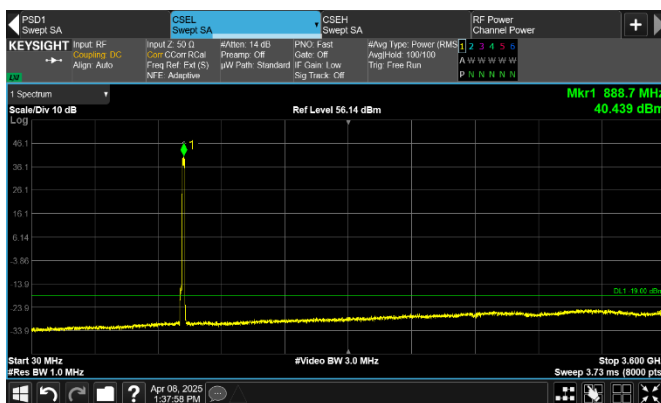 PSD1
Swept SA
CSEL
Swept SA
CSEH
Swept SA
RF Power
Channel Power
KEYSIGHT
Input: RF
Coupling: DC
Align: Auto
Input Z: 50 Ω
Corr CCorr RCal
Freq Ref: Ext (S)
NFE: Adaptive
#Atten: 14 dB
Preamp: Off
µW Path: Standard
PNO: Fast
Gate: Off
IF Gain: Low
Sig Track: Off
#Avg Type: Power (RMS
Avg|Hold: 100/100
Trig: Free Run
1 2 3 4 5 6
A W W W W W
P N N N N N
1 Spectrum
Scale/Div 10 dB
Ref Level 56.14 dBm
Mkr1 888.7 MHz
40.439 dBm
Log
1
46.1
36.1
26.1
16.1
6.14
-3.86
-13.9
-23.9
-33.9
DL1 -19.00 dBm
Start 30 MHz
#Video BW 3.0 MHz
Stop 3.600 GH
#Res BW 1.0 MHz
Sweep 3.73 ms (8000 pts
?
Apr 08, 2025
1:37:58 PM